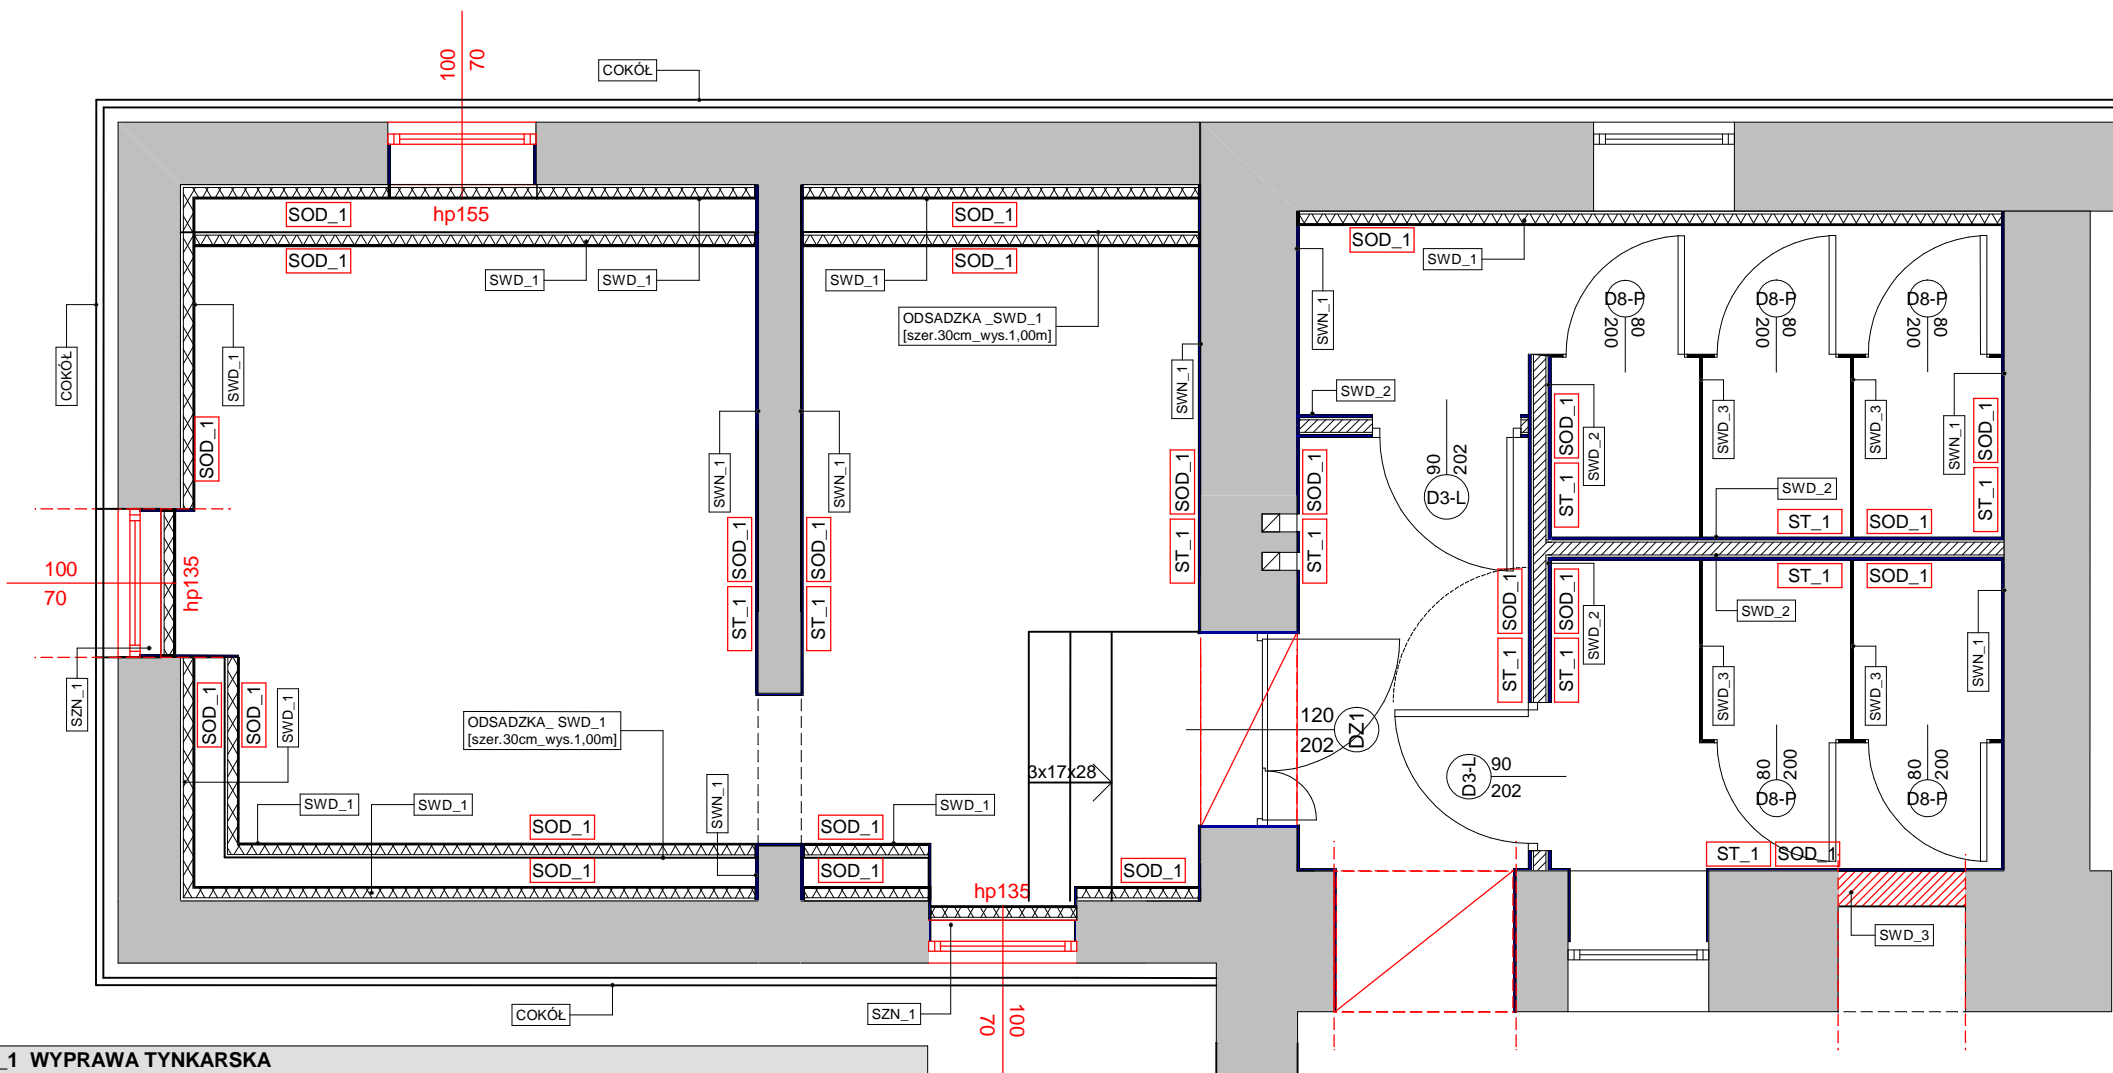 100
70
COKÓŁ
SOD_1
hp155
SOD_1
SOD_1
SOD_1
SWD_1
SWD_1
SWD_1
SOD_1
SWD_1
ODSADZKA _SWD_1
[szer.30cm_wys.1,00m]
SWN_1
D8-P
80
200
D8-P
80
200
D8-P
80
200
COKÓŁ
SWD_1
SWN_1
SWD_2
SOD_1
SWN_1
SWN_1
SOD_1
ST_1
SOD_1
ST_1
90
202
D3-L
SOD_1
ST_1
SWD_2
SWD_3
SWD_3
SWN_1
SOD_1
ST_1
SWD_2
ST_1
SOD_1
SOD_1
ST_1
SOD_1
ST_1
100
70
hp135
ST_1
SOD_1
SWD_2
SOD_1
ST_1
SOD_1
ST_1
SWD_2
SWN_1
SZN_1
SOD_1
SOD_1
SWD_1
ODSADZKA_ SWD_1
[szer.30cm_wys.1,00m]
SWD_3
SWD_3
120
202
DZ1
3x17x28
D3-L
90
202
80
200
D8-P
80
200
D8-P
SWD_1
SWD_1
SWN_1
SWD_1
SOD_1
SOD_1
SOD_1
SOD_1
SOD_1
ST_1
SOD_1
hp135
SWD_3
COKÓŁ
SZN_1
100
70
_1 WYPRAWA TYNKARSKA